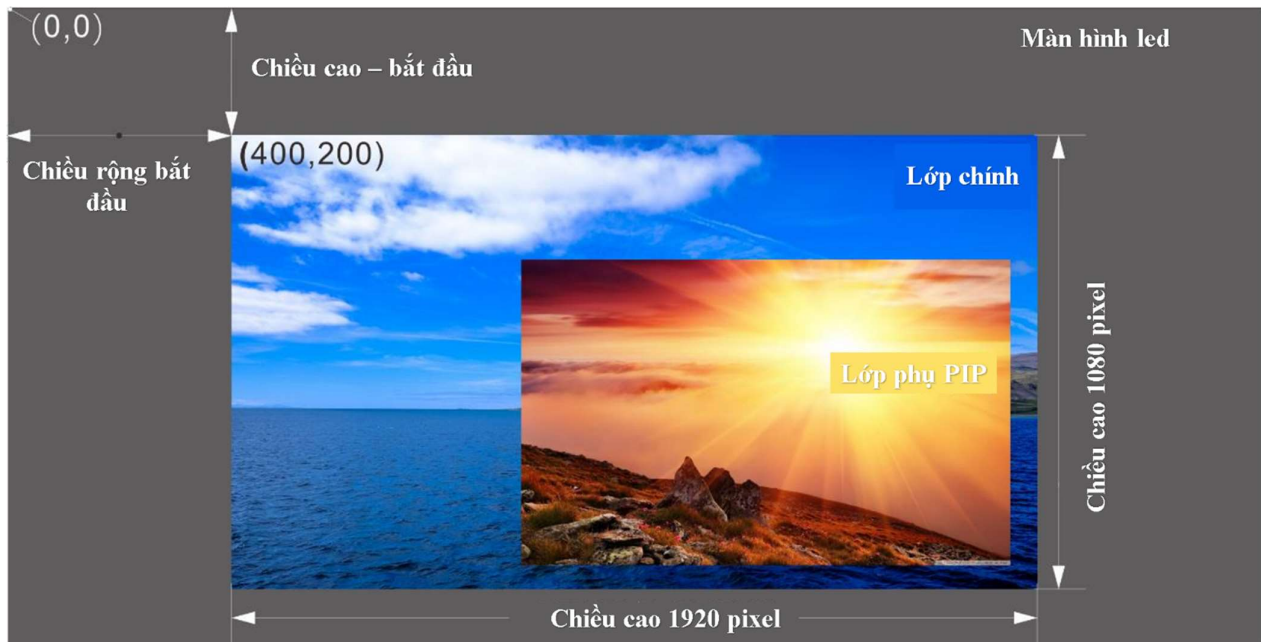 (0,0)
Màn hình led
Chiều cao – bắt đầu
(400,200)
Chiều rộng bắt
đầu
Lớp chính
Lớp phụ PIP
Chiều cao 1080 pixel
Chiều cao 1920 pixel